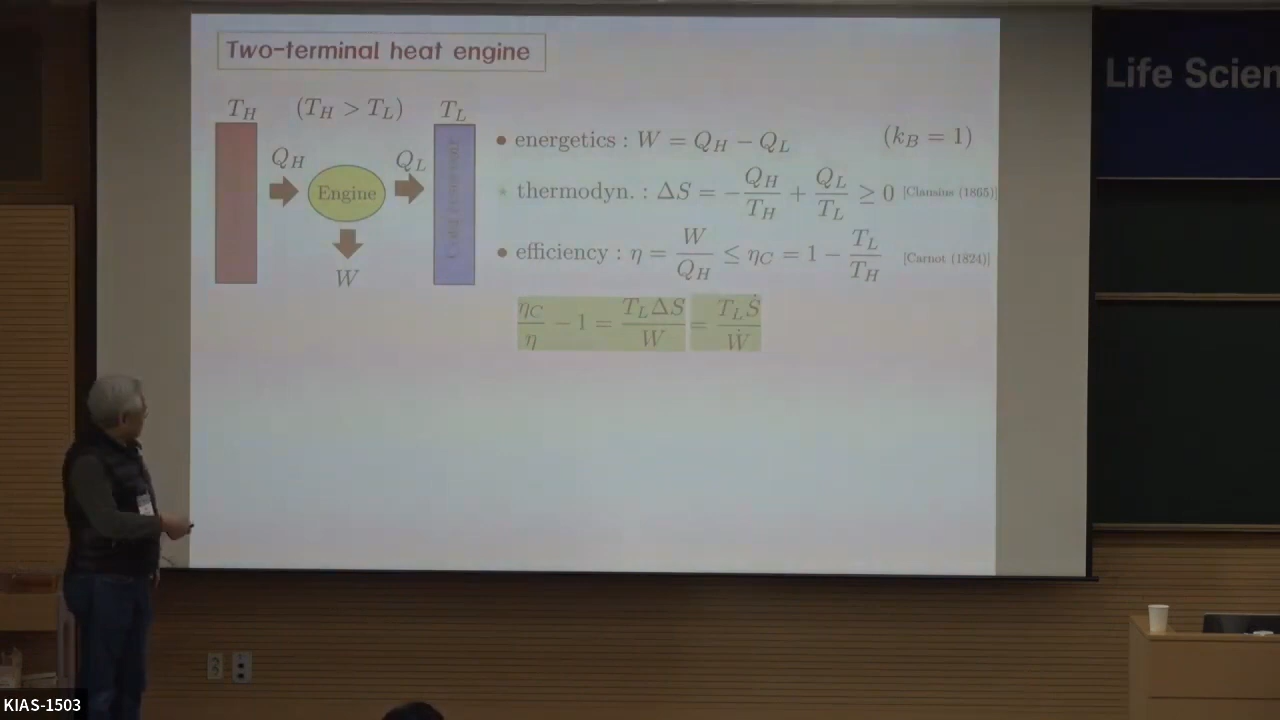 Two-terminal heat engine
T_H (T_H > T_L) T_L
Q_H Q_L
Engine
W
• energetics : W = Q_H − Q_L (k_B = 1)
* thermodyn. : ΔS = −Q_H/T_H + Q_L/T_L ≥ 0 [Clausius (1865)]
• efficiency : η = W/Q_H ≤ η_C = 1 − T_L/T_H [Carnot (1824)]
η_C/η − 1 = T_LΔS/W = T_LṠ/Ẇ
Life Scien
KIAS-1503